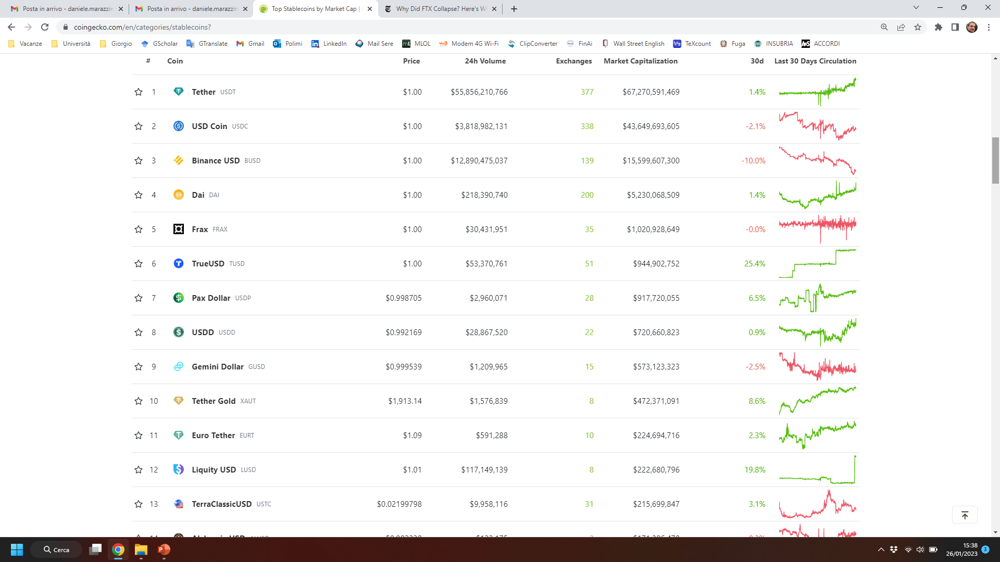 Posta in arrivo - daniele.marazzin
Posta in arrivo - daniele.marazzin
Top Stablecoins by Market Cap |
Why Did FTX Collapse? Here's W
coingecko.com/en/categories/stablecoins?
Vacanze Università Giorgio GScholar GTranslate Gmail Polimi LinkedIn Mail Sere MLOL Modem 4G Wi-Fi ClipConverter FinAi Wall Street English TeXcount Fuga INSUBRIA ACCORDI
# Coin Price 24h Volume Exchanges Market Capitalization 30d Last 30 Days Circulation
1 Tether USDT $1.00 $55,856,210,766 377 $67,270,591,469 1.4%
2 USD Coin USDC $1.00 $3,818,982,131 338 $43,649,693,605 -2.1%
3 Binance USD BUSD $1.00 $12,890,475,037 139 $15,599,607,300 -10.0%
4 Dai DAI $1.00 $218,390,740 200 $5,230,068,509 1.4%
5 Frax FRAX $1.00 $30,431,951 35 $1,020,928,649 -0.0%
6 TrueUSD TUSD $1.00 $53,370,761 51 $944,902,752 25.4%
7 Pax Dollar USDP $0.998705 $2,960,071 28 $917,720,055 6.5%
8 USDD USDD $0.992169 $28,867,520 22 $720,660,823 0.9%
9 Gemini Dollar GUSD $0.999539 $1,209,965 15 $573,123,323 -2.5%
10 Tether Gold XAUT $1,913.14 $1,576,839 8 $472,371,091 8.6%
11 Euro Tether EURT $1.09 $591,288 10 $224,694,716 2.3%
12 Liquity USD LUSD $1.01 $117,149,139 8 $222,680,796 19.8%
13 TerraClassicUSD USTC $0.02199798 $9,958,116 31 $215,699,847 3.1%
Cerca
15:38
26/01/2023
3